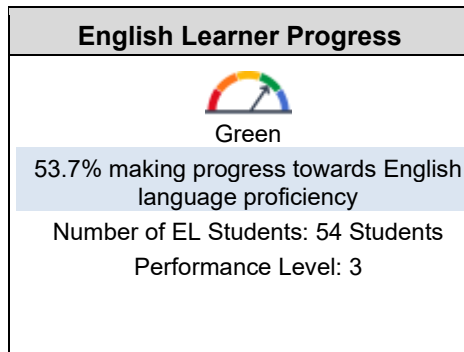 English Learner Progress
Green
53.7% making progress towards English
language proficiency
Number of EL Students: 54 Students
Performance Level: 3